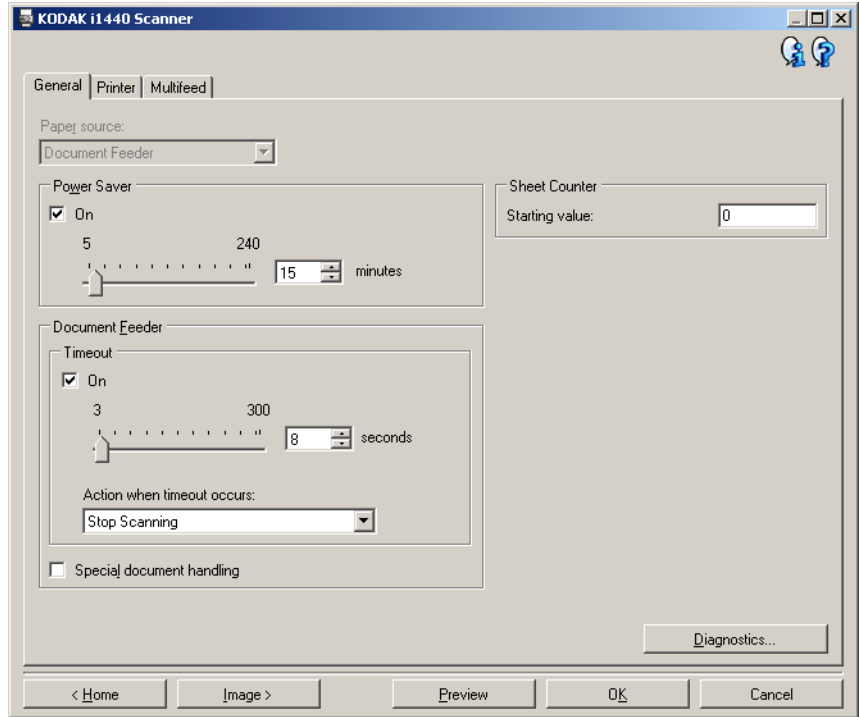 KODAK i1440 Scanner
General Printer Multifeed
Paper source:
Document Feeder
Power Saver
On
5 240
15 minutes
Sheet Counter
Starting value: 0
Document Feeder
Timeout
On
3 300
8 seconds
Action when timeout occurs:
Stop Scanning
Special document handling
Diagnostics...
< Home Image > Preview OK Cancel